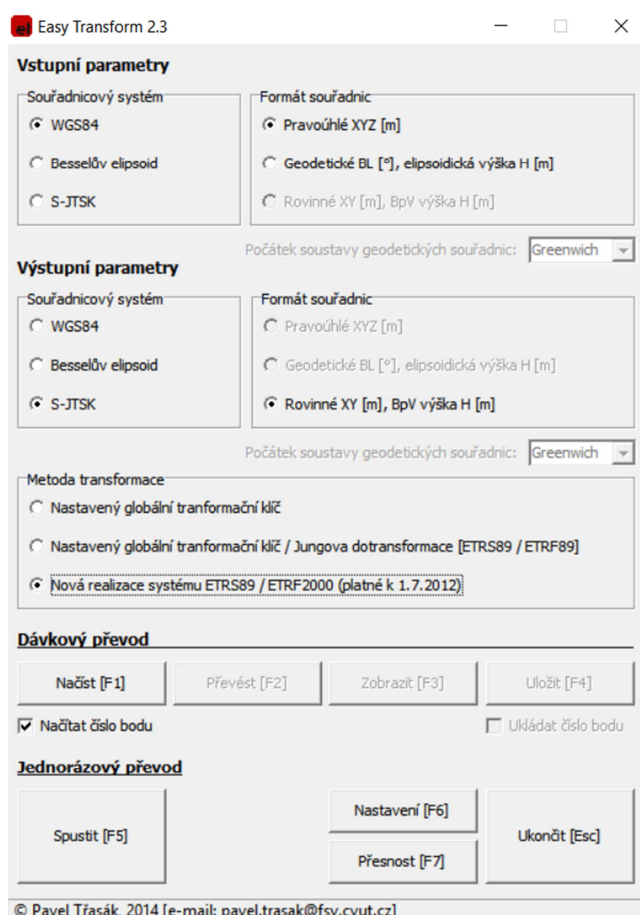 Easy Transform 2.3
Vstupní parametry
Souřadnicový systém
WGS84
Besselův elipsoid
S-JTSK
Formát souřadnic
Pravoúhlé XYZ [m]
Geodetické BL [°], elipsoidická výška H [m]
Rovinné XY [m], BpV výška H [m]
Počátek soustavy geodetických souřadnic: Greenwich
Výstupní parametry
Souřadnicový systém
WGS84
Besselův elipsoid
S-JTSK
Formát souřadnic
Pravoúhlé XYZ [m]
Geodetické BL [°], elipsoidická výška H [m]
Rovinné XY [m], BpV výška H [m]
Počátek soustavy geodetických souřadnic: Greenwich
Metoda transformace
Nastavený globální tranformační klíč
Nastavený globální tranformační klíč / Jungova dotransformace [ETRS89 / ETRF89]
Nová realizace systému ETRS89 / ETRF2000 (platné k 1.7.2012)
Dávkový převod
Načíst [F1]
Převést [F2]
Zobrazit [F3]
Uložit [F4]
Načítat číslo bodu
Ukládat číslo bodu
Jednorázový převod
Spustit [F5]
Nastavení [F6]
Přesnost [F7]
Ukončit [Esc]
© Pavel Třasák, 2014 [e-mail: pavel.trasak@fsv.cvut.cz]